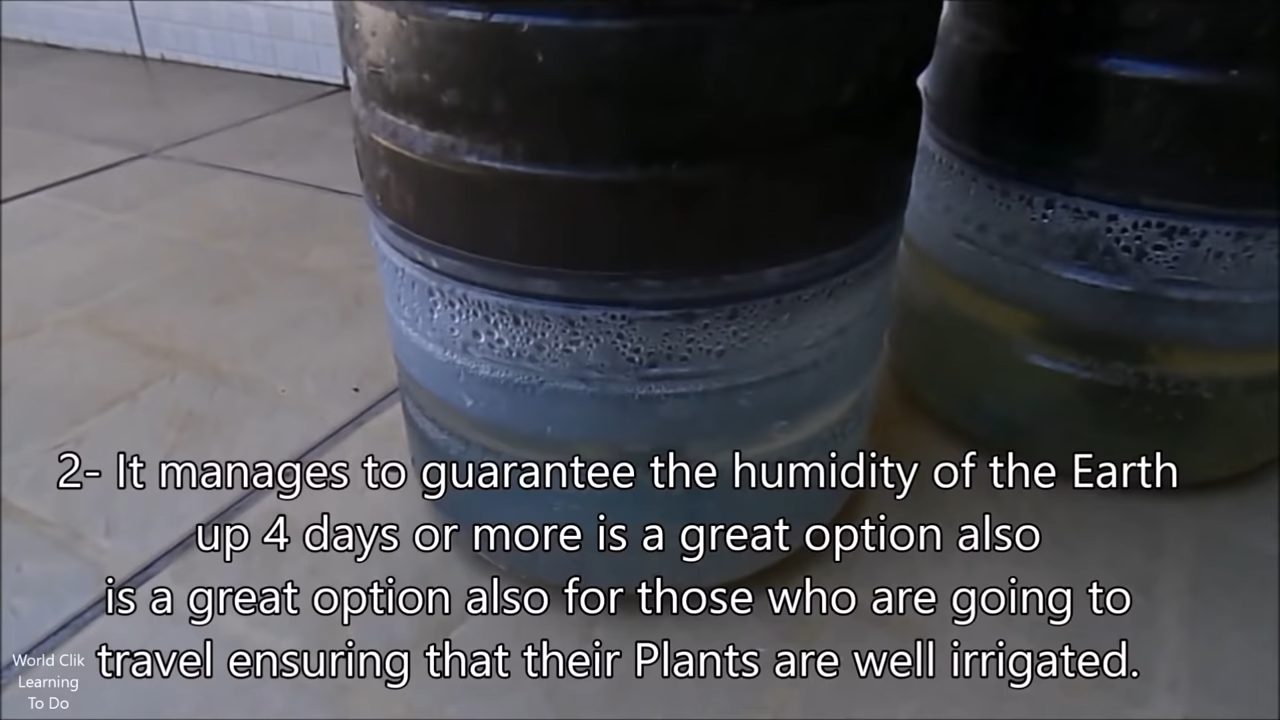 2- It manages to guarantee the humidity of the Earth
up 4 days or more is a great option also
is a great option also for those who are going to
travel ensuring that their Plants are well irrigated.
World Clik
Learning
To Do